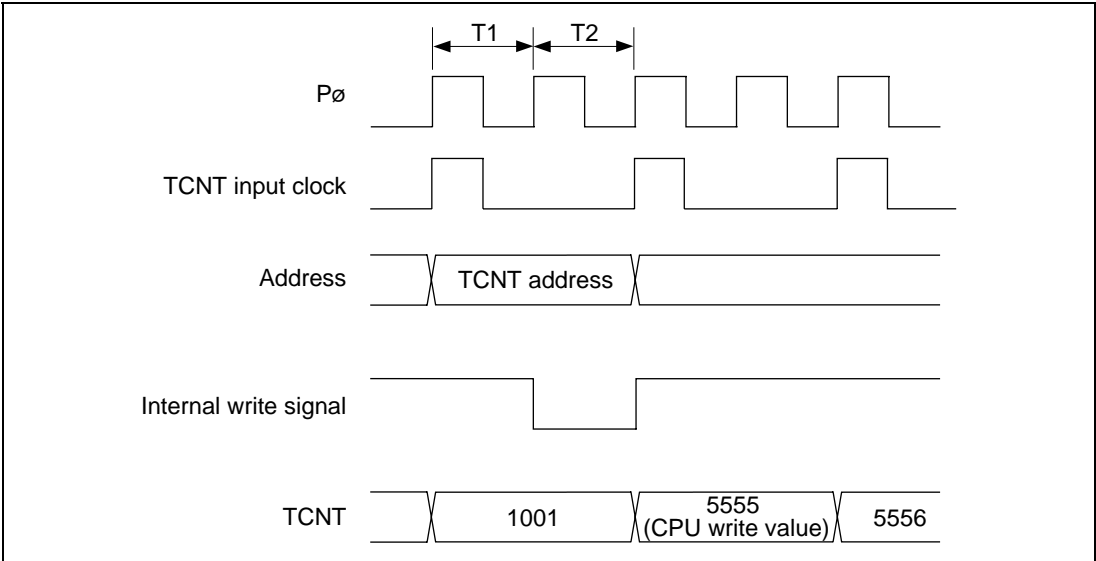 T1 T2
Pø
TCNT input clock
Address TCNT address
Internal write signal
TCNT 1001 5555 5556
(CPU write value)